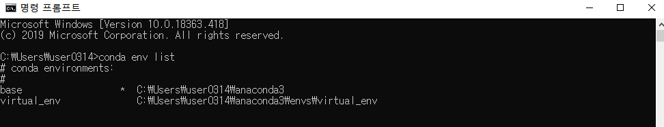 명령 프롬프트
Microsoft Windows [Version 10.0.18363.418]
(c) 2019 Microsoft Corporation. All rights reserved.
C:₩Users₩user0314>conda env list
# conda environments:
#
base * C:₩Users₩user0314₩anaconda3
virtual_env C:₩Users₩user0314₩anaconda3₩envs₩virtual_env